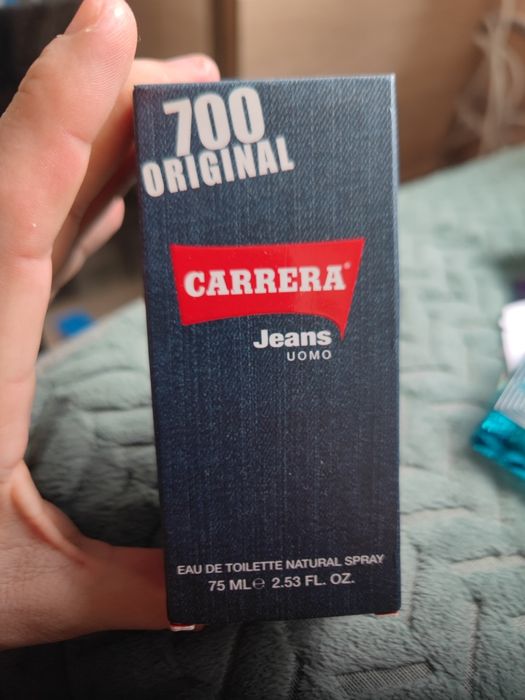 700
ORIGINAL
CARRERA®
Jeans
UOMO
EAU DE TOILETTE NATURAL SPRAY
75 ML ℮ 2.53 FL. OZ.